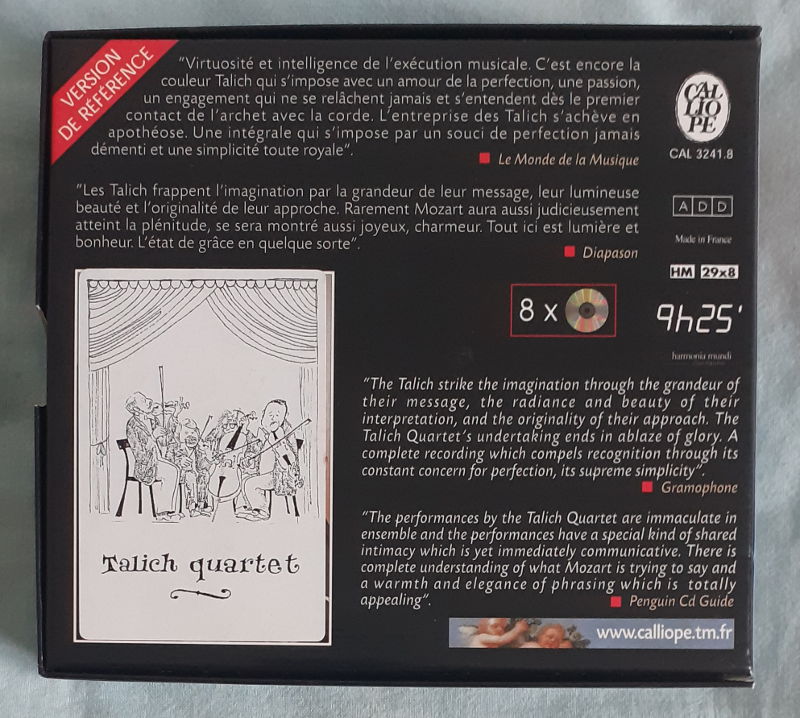 VERSION
DE RÉFÉRENCE
"Virtuosité et intelligence de l'exécution musicale. C'est encore la
couleur Talich qui s'impose avec un amour de la perfection, une passion,
un engagement qui ne se relâchent jamais et s'entendent dès le premier
contact de l'archet avec la corde. L'entreprise des Talich s'achève en
apothéose. Une intégrale qui s'impose par un souci de perfection jamais
démenti et une simplicité toute royale".
Le Monde de la Musique
"Les Talich frappent l'imagination par la grandeur de leur message, leur lumineuse
beauté et l'originalité de leur approche. Rarement Mozart aura aussi judicieusement
atteint la plénitude, se sera montré aussi joyeux, charmeur. Tout ici est lumière et
bonheur. L'état de grâce en quelque sorte".
Diapason
CAL
LIO
PE
CAL 3241.8
ADD
Made in France
HM 29x8
9h25'
harmonia mundi
8 x
"The Talich strike the imagination through the grandeur of
their message, the radiance and beauty of their
interpretation, and the originality of their approach. The
Talich Quartet's undertaking ends in ablaze of glory. A
complete recording which compels recognition through its
constant concern for perfection, its supreme simplicity".
Gramophone
"The performances by the Talich Quartet are immaculate in
ensemble and the performances have a special kind of shared
intimacy which is yet immediately communicative. There is
complete understanding of what Mozart is trying to say and
a warmth and elegance of phrasing which is totally
appealing".
Penguin Cd Guide
Talich quartet
www.calliope.tm.fr